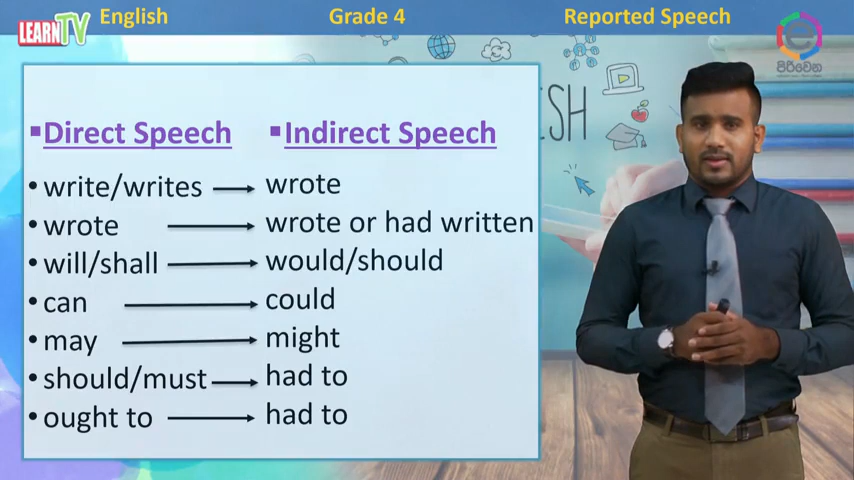 English
Grade 4
Reported Speech
LEARN TV
පිරිවෙන
ISH
▪Direct Speech ▪Indirect Speech
• write/writes → wrote
• wrote → wrote or had written
• will/shall → would/should
• can → could
• may → might
• should/must → had to
• ought to → had to